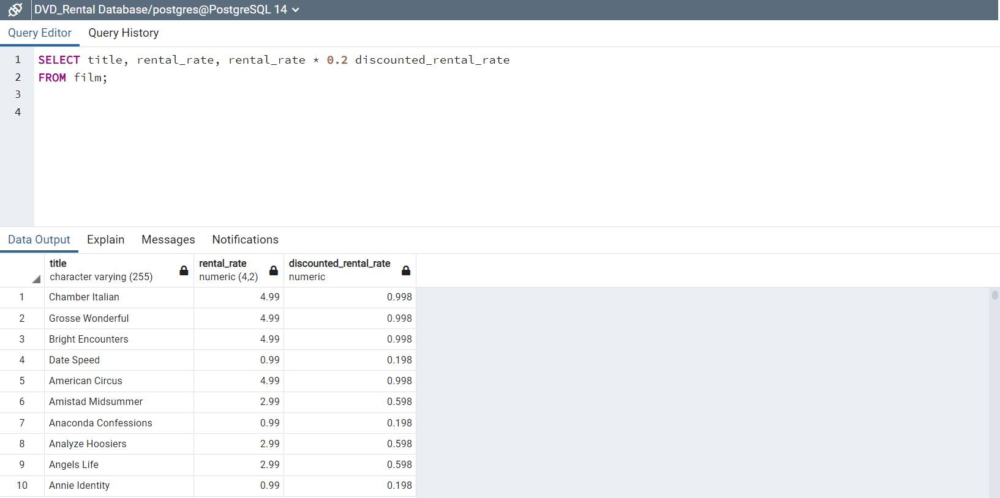 DVD_Rental Database/postgres@PostgreSQL 14
Query Editor Query History
1 SELECT title, rental_rate, rental_rate * 0.2 discounted_rental_rate
2 FROM film;
3
4
Data Output Explain Messages Notifications
title rental_rate discounted_rental_rate
character varying (255) numeric (4,2) numeric
1 Chamber Italian 4.99 0.998
2 Grosse Wonderful 4.99 0.998
3 Bright Encounters 4.99 0.998
4 Date Speed 0.99 0.198
5 American Circus 4.99 0.998
6 Amistad Midsummer 2.99 0.598
7 Anaconda Confessions 0.99 0.198
8 Analyze Hoosiers 2.99 0.598
9 Angels Life 2.99 0.598
10 Annie Identity 0.99 0.198